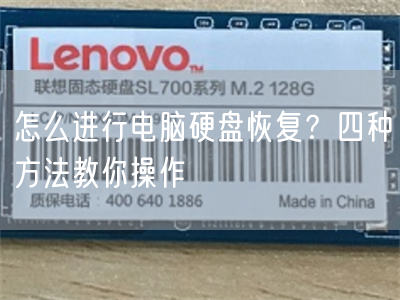 Lenovo
联想固态硬盘SL700系列 M.2 128G
怎么进行电脑硬盘恢复？四种
方法教你操作
质保电话：400 640 1886
Made in China